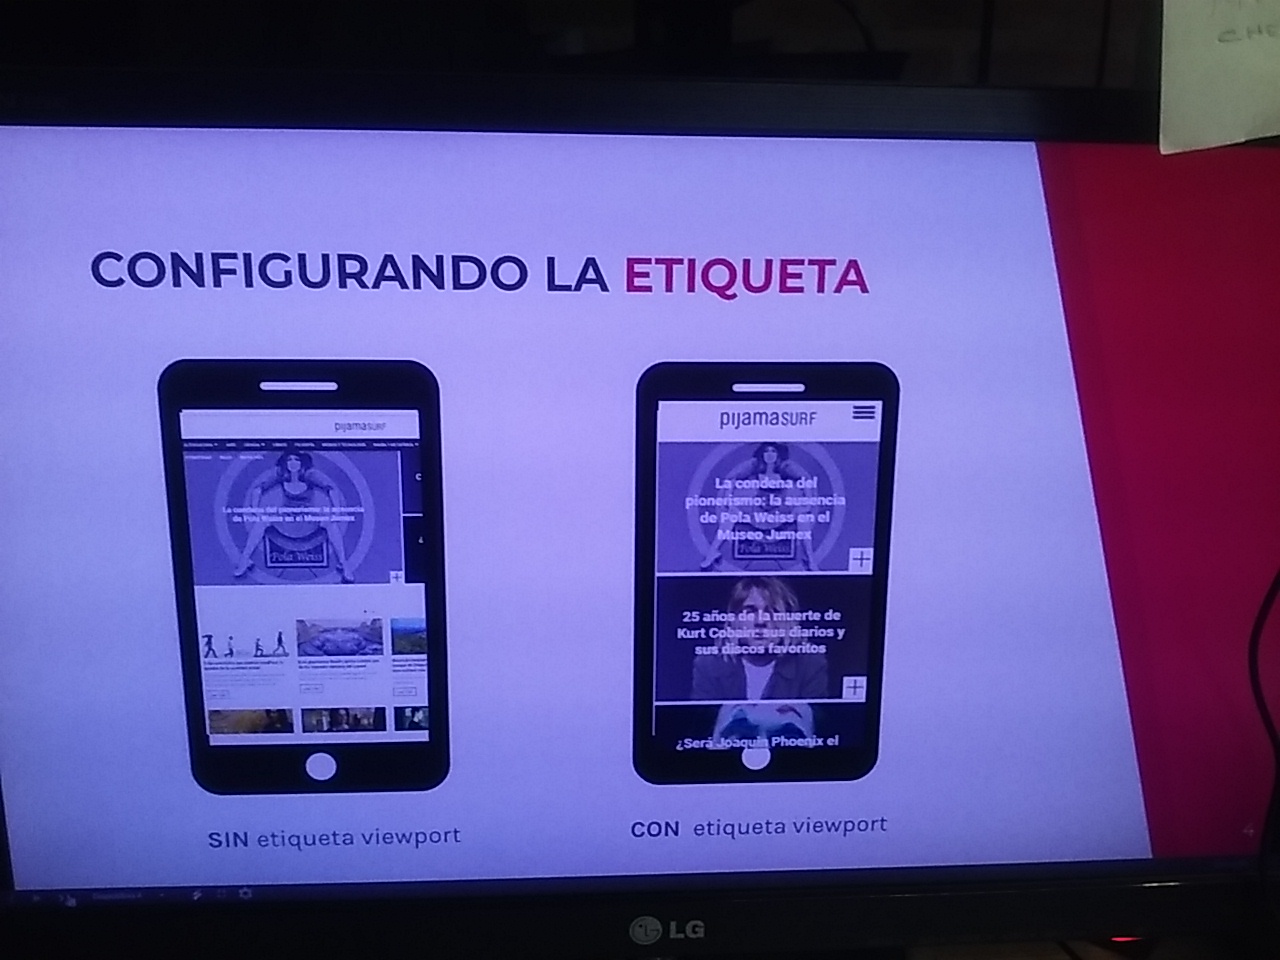 CONFIGURANDO LA ETIQUETA
pijamaSURF
La condena del pionerismo: la ausencia
de Pola Weiss en el Museo Jumex
Pola Weiss
SIN etiqueta viewport
pijamaSURF
La condena del
pionerismo: la ausencia
de Pola Weiss en el
Museo Jumex
Pola Weiss
25 años de la muerte de
Kurt Cobain: sus diarios y
sus discos favoritos
¿Será Joaquin Phoenix el
CON etiqueta viewport
4
LG